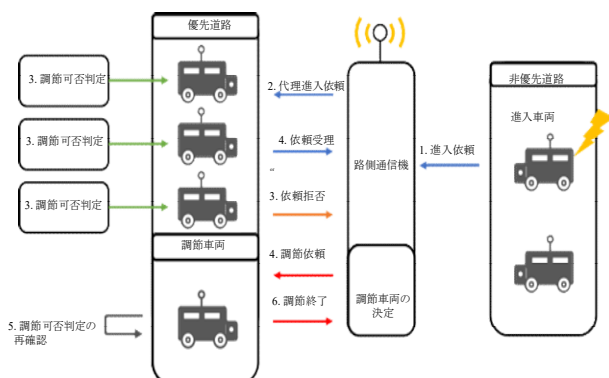 優先道路
非優先道路
3. 調節可否判定
2. 代理進入依頼
進入車両
3. 調節可否判定
4. 依頼受理
路側通信機
1. 進入依頼
3. 調節可否判定
3. 依頼拒否
調節車両
4. 調節依頼
6. 調節終了
調節車両の
決定
5. 調節可否判定の
再確認